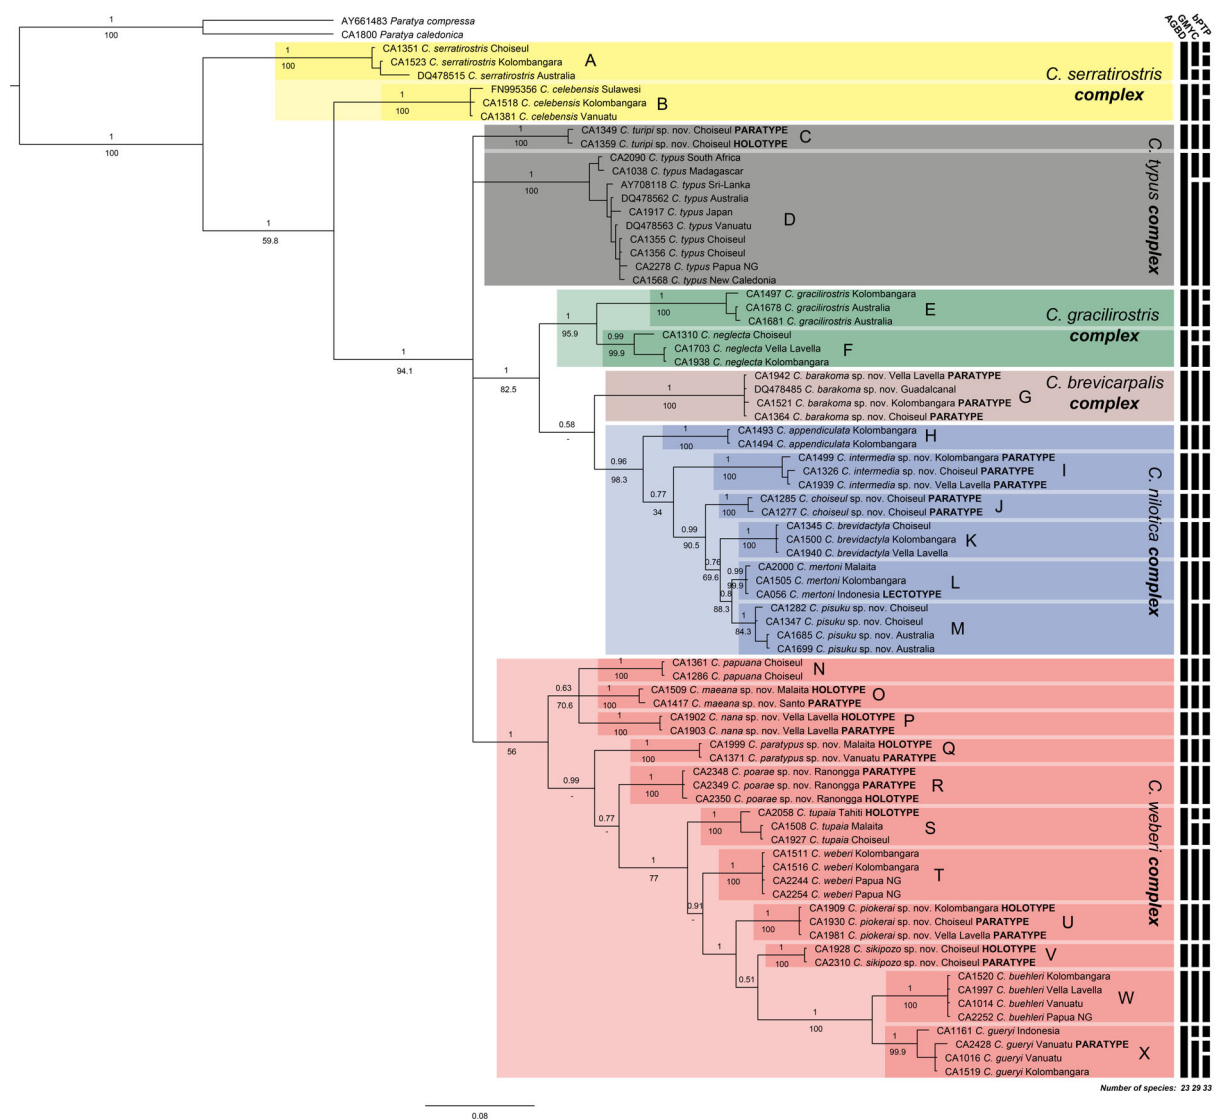 AGBD GMYC bPTP
1
100
AY661483 Paratya compressa
CA1800 Paratya caledonica
1
100
CA1351 C. serratirostris Choiseul
CA1523 C. serratirostris Kolombangara
DQ478515 C. serratirostris Australia
A
C. serratirostris
complex
1
100
FN995356 C. celebensis Sulawesi
CA1518 C. celebensis Kolombangara
CA1381 C. celebensis Vanuatu
B
1
100
1
59.8
1
100
CA1349 C. turipi sp. nov. Choiseul PARATYPE
CA1359 C. turipi sp. nov. Choiseul HOLOTYPE
C
C. typus complex
1
100
CA2090 C. typus South Africa
CA1038 C. typus Madagascar
AY708118 C. typus Sri-Lanka
DQ478562 C. typus Australia
CA1917 C. typus Japan
DQ478563 C. typus Vanuatu
CA1355 C. typus Choiseul
CA1356 C. typus Choiseul
CA2278 C. typus Papua NG
CA1568 C. typus New Caledonia
D
1
94.1
1
82.5
1
95.9
1
100
CA1497 C. gracilirostris Kolombangara
CA1678 C. gracilirostris Australia
CA1681 C. gracilirostris Australia
E
C. gracilirostris
complex
0.99
99.9
CA1310 C. neglecta Choiseul
CA1703 C. neglecta Vella Lavella
CA1938 C. neglecta Kolombangara
F
0.58
-
1
100
CA1942 C. barakoma sp. nov. Vella Lavella PARATYPE
DQ478485 C. barakoma sp. nov. Guadalcanal
CA1521 C. barakoma sp. nov. Kolombangara PARATYPE
CA1364 C. barakoma sp. nov. Choiseul PARATYPE
G
C. brevicarpalis
complex
0.96
98.3
1
100
CA1493 C. appendiculata Kolombangara
CA1494 C. appendiculata Kolombangara
H
C. nilotica complex
0.77
34
1
100
CA1499 C. intermedia sp. nov. Kolombangara PARATYPE
CA1326 C. intermedia sp. nov. Choiseul PARATYPE
CA1939 C. intermedia sp. nov. Vella Lavella PARATYPE
I
0.99
90.5
1
100
CA1285 C. choiseul sp. nov. Choiseul PARATYPE
CA1277 C. choiseul sp. nov. Choiseul PARATYPE
J
0.76
69.6
1
100
CA1345 C. brevidactyla Choiseul
CA1500 C. brevidactyla Kolombangara
CA1940 C. brevidactyla Vella Lavella
K
0.8
88.3
0.99
99.9
CA2000 C. mertoni Malaita
CA1505 C. mertoni Kolombangara
CA056 C. mertoni Indonesia LECTOTYPE
L
1
84.3
CA1282 C. pisuku sp. nov. Choiseul
CA1347 C. pisuku sp. nov. Choiseul
CA1685 C. pisuku sp. nov. Australia
CA1699 C. pisuku sp. nov. Australia
M
1
56
0.63
70.6
1
100
CA1361 C. papuana Choiseul
CA1286 C. papuana Choiseul
N
C. weberi complex
1
100
CA1509 C. maeana sp. nov. Malaita HOLOTYPE
CA1417 C. maeana sp. nov. Santo PARATYPE
O
1
100
CA1902 C. nana sp. nov. Vella Lavella HOLOTYPE
CA1903 C. nana sp. nov. Vella Lavella PARATYPE
P
0.99
-
1
100
CA1999 C. paratypus sp. nov. Malaita HOLOTYPE
CA1371 C. paratypus sp. nov. Vanuatu PARATYPE
Q
0.77
-
1
100
CA2348 C. poarae sp. nov. Ranongga PARATYPE
CA2349 C. poarae sp. nov. Ranongga PARATYPE
CA2350 C. poarae sp. nov. Ranongga HOLOTYPE
R
1
77
1
100
CA2058 C. tupaia Tahiti HOLOTYPE
CA1508 C. tupaia Malaita
CA1927 C. tupaia Choiseul
S
0.91
-
1
100
CA1511 C. weberi Kolombangara
CA1516 C. weberi Kolombangara
CA2244 C. weberi Papua NG
CA2254 C. weberi Papua NG
T
1
1
100
CA1909 C. piokerai sp. nov. Kolombangara HOLOTYPE
CA1930 C. piokerai sp. nov. Choiseul PARATYPE
CA1981 C. piokerai sp. nov. Vella Lavella PARATYPE
U
0.51
1
100
CA1928 C. sikipozo sp. nov. Choiseul HOLOTYPE
CA2310 C. sikipozo sp. nov. Choiseul PARATYPE
V
1
100
1
100
CA1520 C. buehleri Kolombangara
CA1997 C. buehleri Vella Lavella
CA1014 C. buehleri Vanuatu
CA2252 C. buehleri Papua NG
W
1
99.9
CA1161 C. gueryi Indonesia
CA2428 C. gueryi Vanuatu PARATYPE
CA1016 C. gueryi Vanuatu
CA1519 C. gueryi Kolombangara
X
Number of species: 23 29 33
0.08